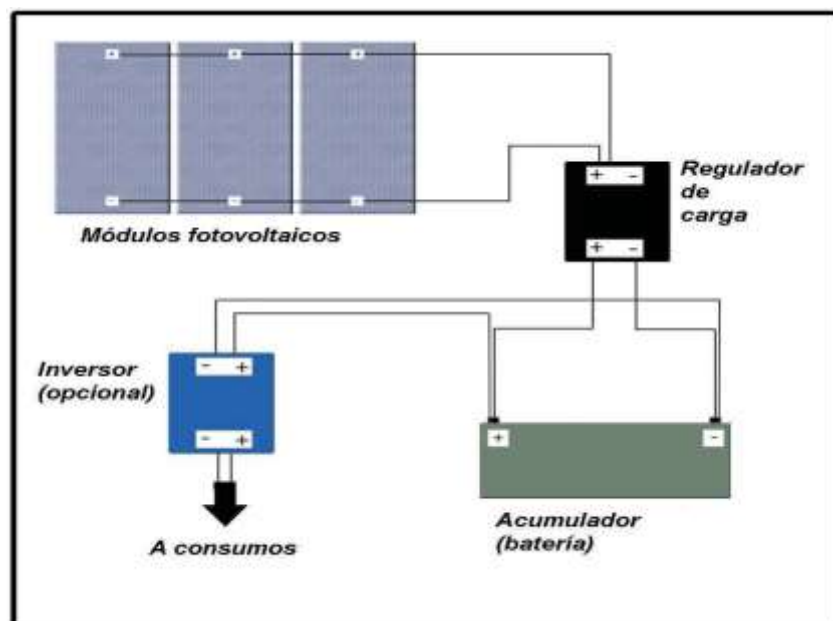 + + +
- - -
Módulos fotovoltaicos
+ -
Regulador
de
carga
+ -
Inversor
(opcional)
- +
- +
A consumos
+ -
Acumulador
(batería)